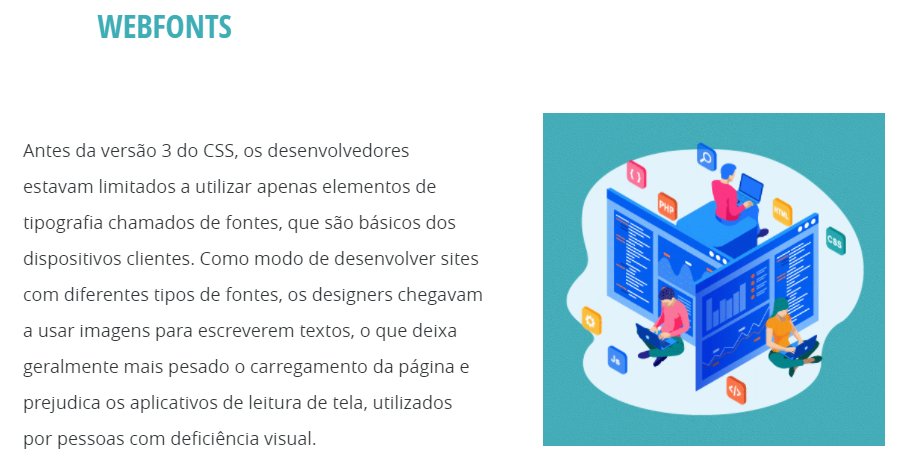 WEBFONTS
Antes da versão 3 do CSS, os desenvolvedores
estavam limitados a utilizar apenas elementos de
tipografia chamados de fontes, que são básicos dos
dispositivos clientes. Como modo de desenvolver sites
com diferentes tipos de fontes, os designers chegavam
a usar imagens para escreverem textos, o que deixa
geralmente mais pesado o carregamento da página e
prejudica os aplicativos de leitura de tela, utilizados
por pessoas com deficiência visual.
{ }
PHP
HTML
CSS
Js
</>